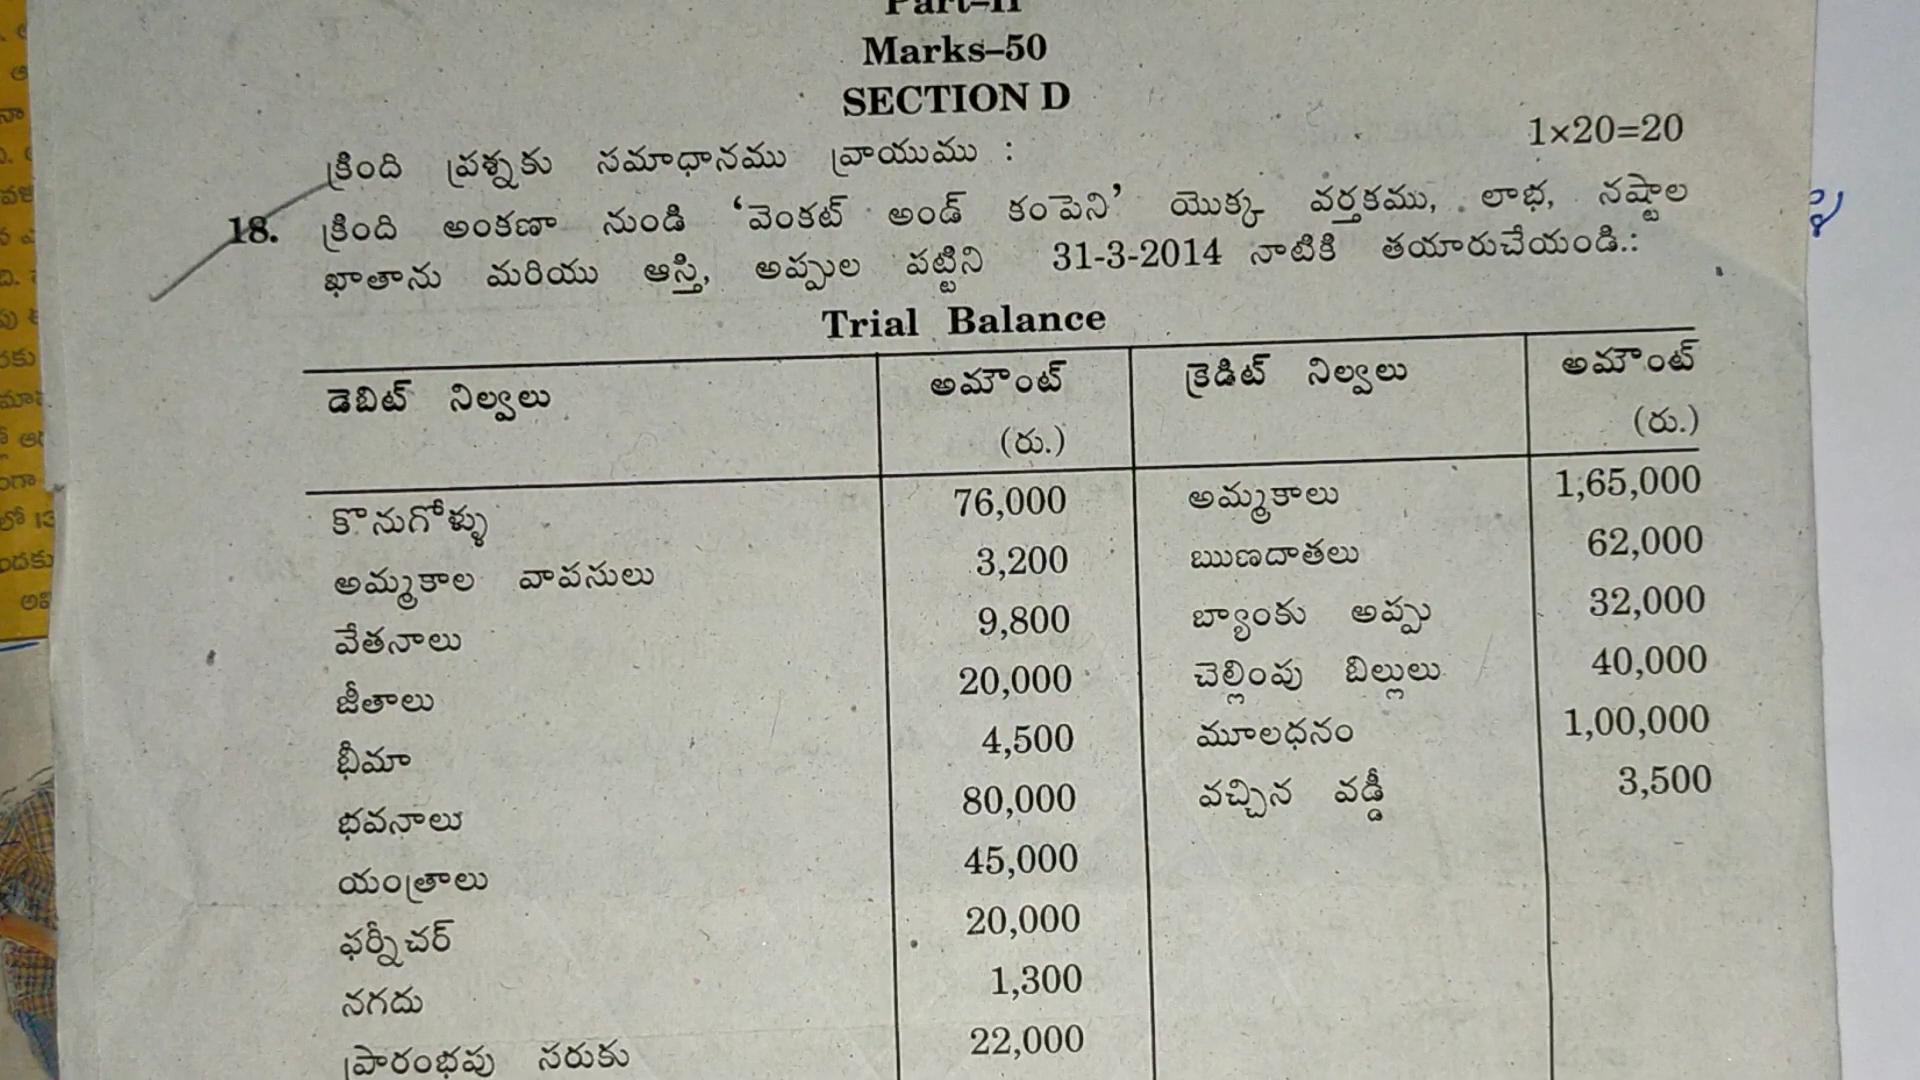 Part–II
Marks–50
SECTION D
క్రింది ప్రశ్నకు సమాధానము వ్రాయుము : 1×20=20
18. క్రింది అంకణా నుండి ‘వెంకట్ అండ్ కంపెని’ యొక్క వర్తకము, లాభ, నష్టాల
ఖాతాను మరియు ఆస్తి, అప్పుల పట్టిని 31-3-2014 నాటికి తయారుచేయండి.:
Trial Balance
డెబిట్ నిల్వలు అమౌంట్ క్రెడిట్ నిల్వలు అమౌంట్
(రు.) (రు.)
కొనుగోళ్ళు 76,000 అమ్మకాలు 1,65,000
అమ్మకాల వాపసులు 3,200 ఋణదాతలు 62,000
వేతనాలు 9,800 బ్యాంకు అప్పు 32,000
జీతాలు 20,000 చెల్లింపు బిల్లులు 40,000
భీమా 4,500 మూలధనం 1,00,000
భవనాలు 80,000 వచ్చిన వడ్డీ 3,500
యంత్రాలు 45,000
ఫర్నీచర్ 20,000
నగదు 1,300
ప్రారంభపు సరుకు 22,000